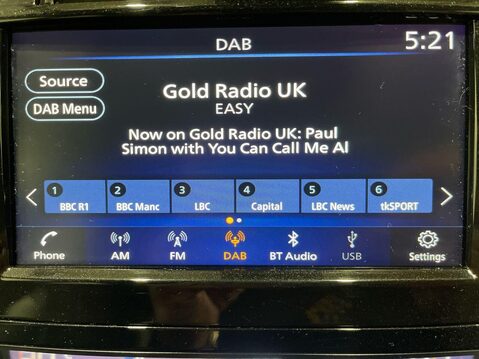 DAB
5:21
Source
DAB Menu
Gold Radio UK
EASY
Now on Gold Radio UK: Paul
Simon with You Can Call Me Al
1 2 3 4 5 6
BBC R1 BBC Manc LBC Capital LBC News tkSPORT
Phone AM FM DAB BT Audio USB Settings